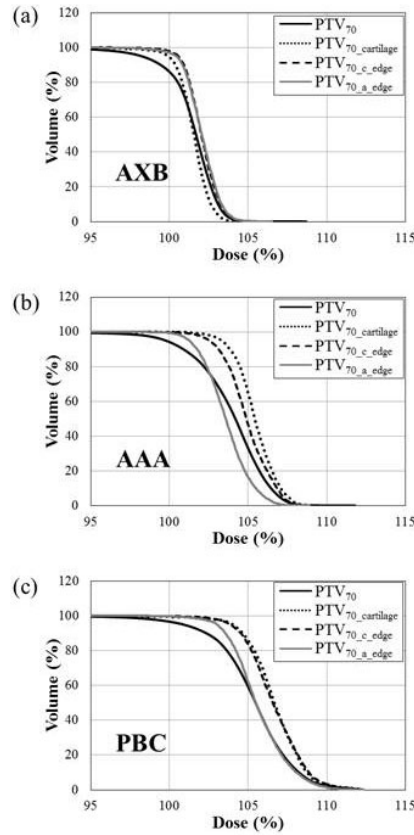 (a)
120
100
80
60
40
20
0
Volume (%)
95
100
105
110
115
Dose (%)
AXB
PTV70
PTV70_cartilage
PTV70_c_edge
PTV70_a_edge
(b)
120
100
80
60
40
20
0
Volume (%)
95
100
105
110
115
Dose (%)
AAA
PTV70
PTV70_cartilage
PTV70_c_edge
PTV70_a_edge
(c)
120
100
80
60
40
20
0
Volume (%)
95
100
105
110
115
Dose (%)
PBC
PTV70
PTV70_cartilage
PTV70_c_edge
PTV70_a_edge